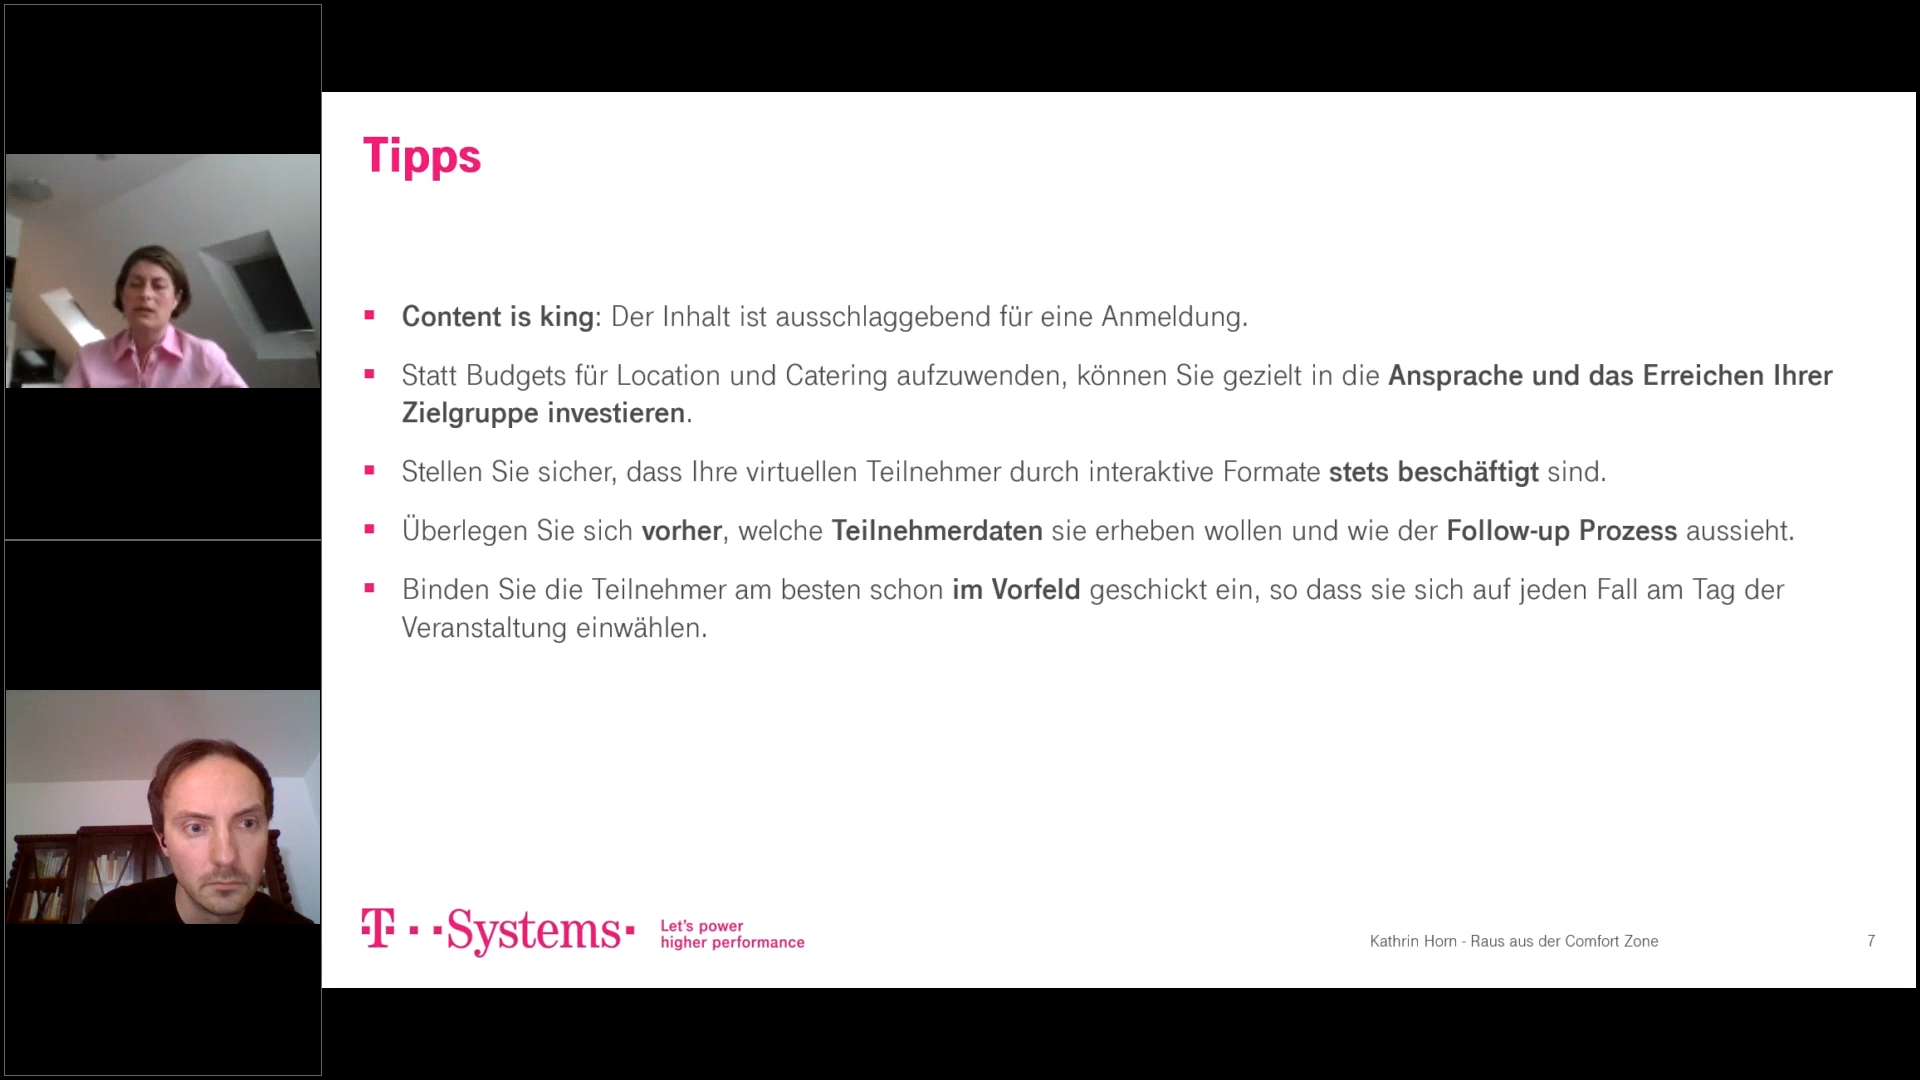 Tipps
▪ Content is king: Der Inhalt ist ausschlaggebend für eine Anmeldung.
▪ Statt Budgets für Location und Catering aufzuwenden, können Sie gezielt in die Ansprache und das Erreichen Ihrer
Zielgruppe investieren.
▪ Stellen Sie sicher, dass Ihre virtuellen Teilnehmer durch interaktive Formate stets beschäftigt sind.
▪ Überlegen Sie sich vorher, welche Teilnehmerdaten sie erheben wollen und wie der Follow-up Prozess aussieht.
▪ Binden Sie die Teilnehmer am besten schon im Vorfeld geschickt ein, so dass sie sich auf jeden Fall am Tag der
Veranstaltung einwählen.
T··Systems·
Let's power
higher performance
Kathrin Horn - Raus aus der Comfort Zone
7